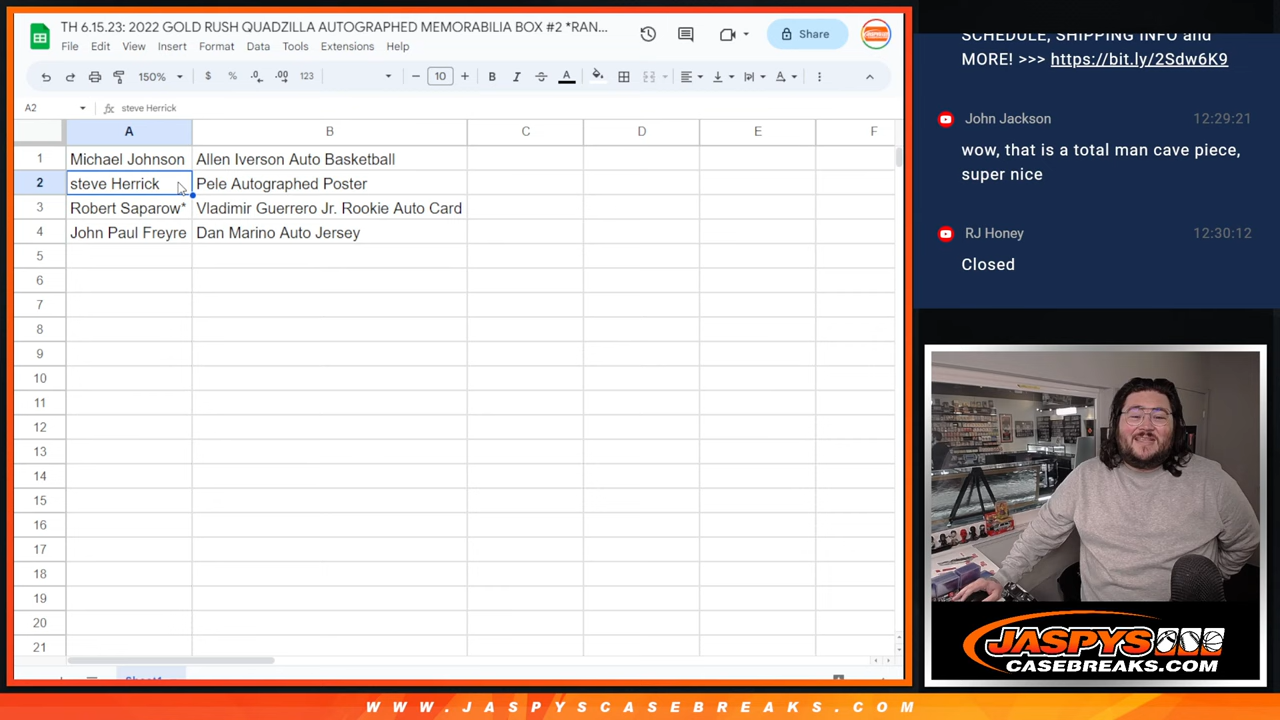 TH 6.15.23: 2022 GOLD RUSH QUADZILLA AUTOGRAPHED MEMORABILIA BOX #2 *RAN...
File Edit View Insert Format Data Tools Extensions Help
Share
150% $ % .0 .00 123 10 B I A
A2 fx steve Herrick
A B C D E F
1 Michael Johnson Allen Iverson Auto Basketball
2 steve Herrick Pele Autographed Poster
3 Robert Saparow* Vladimir Guerrero Jr. Rookie Auto Card
4 John Paul Freyre Dan Marino Auto Jersey
5
6
7
8
9
10
11
12
13
14
15
16
17
18
19
20
21
SCHEDULE, SHIPPING INFO and
MORE! >>> https://bit.ly/2Sdw6K9
John Jackson 12:29:21
wow, that is a total man cave piece,
super nice
RJ Honey 12:30:12
Closed
JASPYS
CASEBREAKS.COM
WWW.JASPYSCASEBREAKS.COM